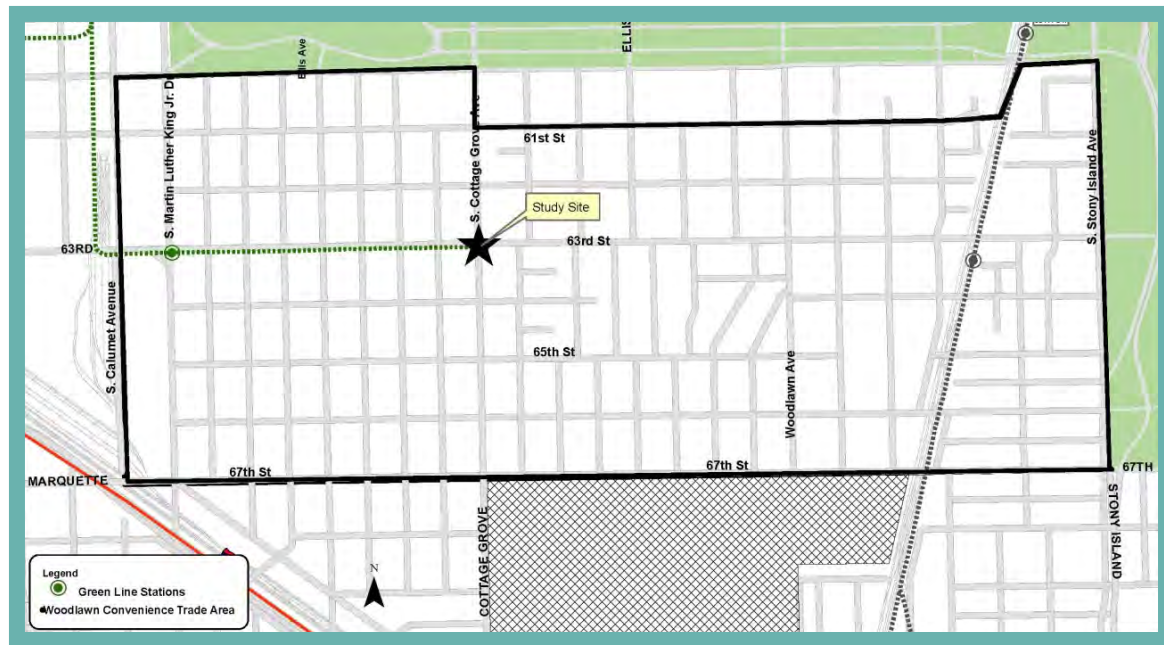 ELLIS
Ellis Ave
S. Martin Luther King Jr. Dr
S. Cottage Grove Ave
61st St
S. Stony Island Ave
Study Site
63RD
63rd St
S. Calumet Avenue
65th St
Woodlawn Ave
67th St
67th St
MARQUETTE
67TH
COTTAGE GROVE
STONY ISLAND
N
Legend
Green Line Stations
Woodlawn Convenience Trade Area